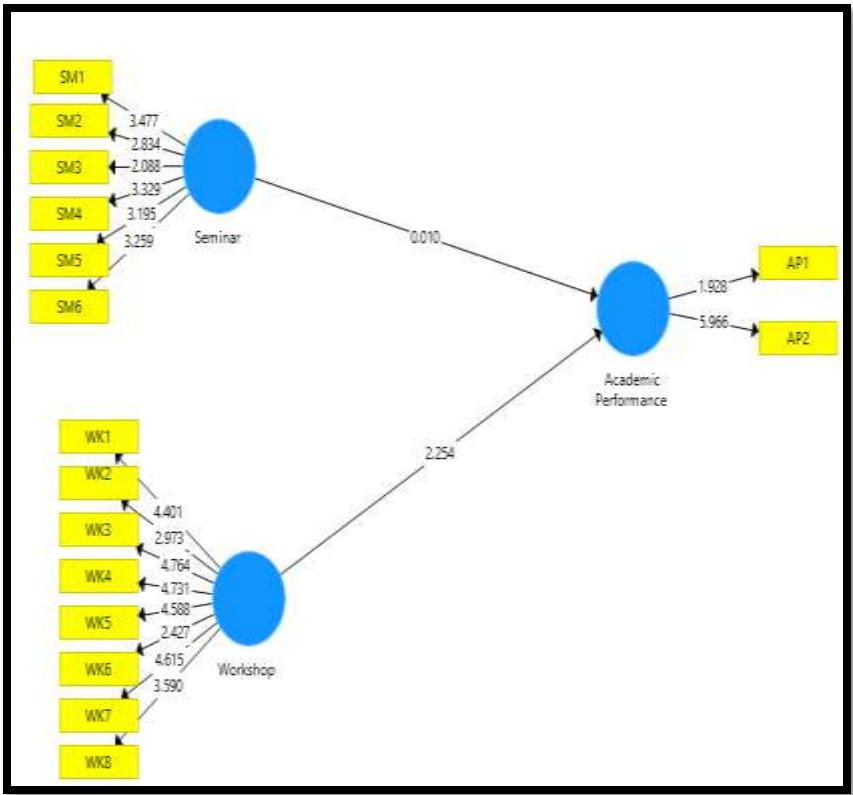 SM1
3.477
SM2
2.834
SM3
2.088
SM4
3.329
3.195
SM5
3.259
SM6
Seminar
0.010
AP1
1.928
5.966
AP2
Academic
Performance
2.254
WK1
WK2
4.401
WK3
2.973
4.764
WK4
4.731
4.588
WK5
2.427
4.615
WK6
3.590
WK7
WK8
Workshop